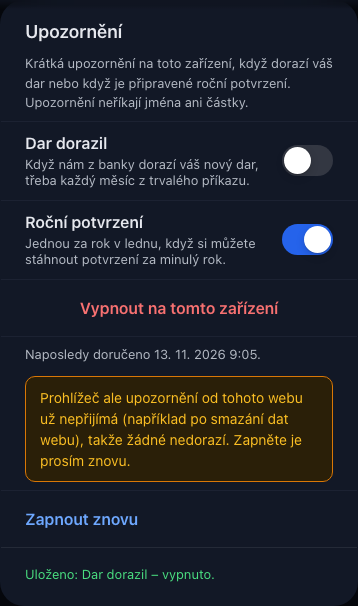 Upozornění
Krátká upozornění na toto zařízení, když dorazí váš
dar nebo když je připravené roční potvrzení.
Upozornění neříkají jména ani částky.
Dar dorazil
Když nám z banky dorazí váš nový dar,
třeba každý měsíc z trvalého příkazu.
Roční potvrzení
Jednou za rok v lednu, když si můžete
stáhnout potvrzení za minulý rok.
Vypnout na tomto zařízení
Naposledy doručeno 13. 11. 2026 9:05.
Prohlížeč ale upozornění od tohoto webu
už nepřijímá (například po smazání dat
webu), takže žádné nedorazí. Zapněte je
prosím znovu.
Zapnout znovu
Uloženo: Dar dorazil – vypnuto.